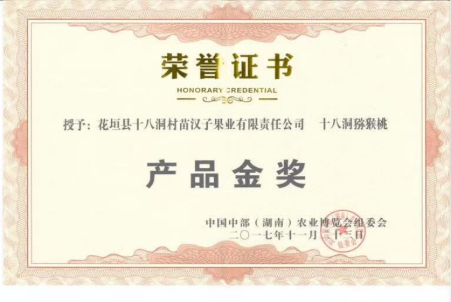 荣誉证书
HONORARY CREDENTIAL
授予：花垣县十八洞村苗汉子果业有限责任公司 十八洞猕猴桃
产品金奖
中国中部（湖南）农业博览会组委会
二〇一七年十一月二十三日